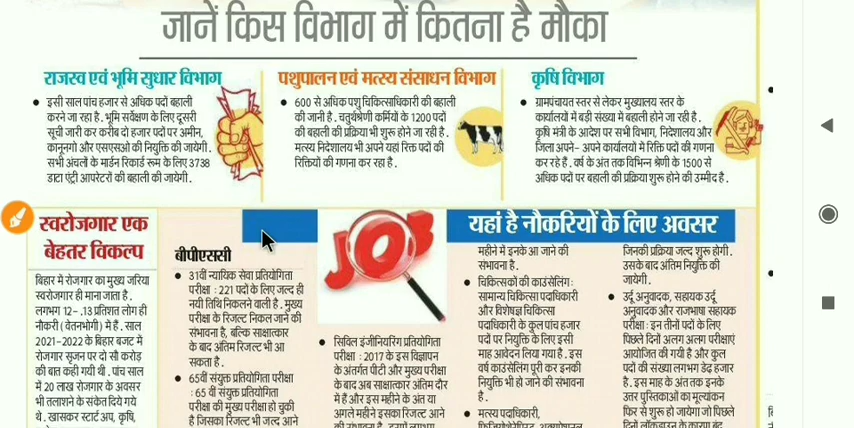 जानें किस विभाग में कितना है मौका
राजस्व एवं भूमि सुधार विभाग
इसी साल पांच हजार से अधिक पदों बहाली
करने जा रहा है. भूमि सर्वेक्षण के लिए दूसरी
सूची जारी कर करीब दो हजार पदों पर अमीन,
कानूनगो और एसएसओ की नियुक्ति की जायेगी.
सभी अंचलों के मार्डन रिकार्ड रूम के लिए 3738
डाटा एंट्री आपरेटरों की बहाली की जायेगी.
पशुपालन एवं मत्स्य संसाधन विभाग
600 से अधिक पशु चिकित्साधिकारी की बहाली
की जानी है. चतुर्थश्रेणी कर्मियों के 1200 पदों
की बहाली की प्रक्रिया भी शुरू होने जा रही है.
मत्स्य निदेशालय भी अपने यहां रिक्त पदों की
रिक्तियों की गणना कर रहा है.
कृषि विभाग
ग्रामपंचायत स्तर से लेकर मुख्यालय स्तर के
कार्यालयों में बड़ी संख्या में बहाली होने जा रही है.
कृषि मंत्री के आदेश पर सभी विभाग, निदेशालय और
जिला अपने- अपने कार्यालयों में रिक्ति पदों की गणना
कर रहे हैं. वर्ष के अंत तक विभिन्न श्रेणी के 1500 से
अधिक पदों पर बहाली की प्रक्रिया शुरू होने की उम्मीद है.
स्वरोजगार एक
बेहतर विकल्प
बिहार में रोजगार का मुख्य जरिया
स्वरोजगार ही माना जाता है.
लगभग 12-.13 प्रतिशत लोग ही
नौकरी (वेतनभोगी) में है. साल
2021-2022 के बिहार बजट में
रोजगार सृजन पर दो सौ करोड़
की बात कही गयी थी. पांच साल
में 20 लाख रोजगार के अवसर
भी तलाशने के संकेत दिये गये
थे. खासकर स्टार्ट अप, कृषि,
बीपीएससी
31वीं न्यायिक सेवा प्रतियोगिता
परीक्षा : 221 पदों के लिए जल्द ही
नयी तिथि निकलने वाली है. मुख्य
परीक्षा के रिजल्ट निकल जाने की
संभावना है, बल्कि साक्षात्कार
के बाद अंतिम रिजल्ट भी आ
सकता है.
65वीं संयुक्त प्रतियोगिता परीक्षा
: 65 वीं संयुक्त प्रतियोगिता
परीक्षा की मुख्य परीक्षा हो चुकी
है जिसका रिजल्ट भी जल्द आने
JOB
सिविल इंजीनियरिंग प्रतियोगिता
परीक्षा : 2017 के इस विज्ञापन
के अंतर्गत पीटी और मुख्य परीक्षा
के बाद अब साक्षात्कार अंतिम दौर
में हैं और इस महीने के अंत या
अगले महीने इसका रिजल्ट आने
यहां है नौकरियों के लिए अवसर
महीने में इनके आ जाने की
संभावना है.
चिकित्सकों की काउंसेलिंग:
सामान्य चिकित्सा पदाधिकारी
और विशेषज्ञ चिकित्सा
पदाधिकारी के कुल पांच हजार
पदों पर नियुक्ति के लिए इसी
माह आवेदन लिया गया है. इस
वर्ष काउंसेलिंग पूरी कर इनकी
नियुक्ति भी हो जाने की संभावना
है.
मत्स्य पदाधिकारी,
जिनकी प्रक्रिया जल्द शुरू होगी.
उसके बाद अंतिम नियुक्ति की
जायेगी.
उर्दू अनुवादक, सहायक उर्दू
अनुवादक और राजभाषा सहायक
परीक्षा : इन तीनों पदों के लिए
पिछले दिनों अलग अलग परीक्षाएं
आयोजित की गयी है और कुल
पदों की संख्या लगभग डेढ़ हजार
है. इस माह के अंत तक इनके
उतर पुस्तिकाओं का मूल्यांकन
फिर से शुरू हो जायेगा जो पिछले